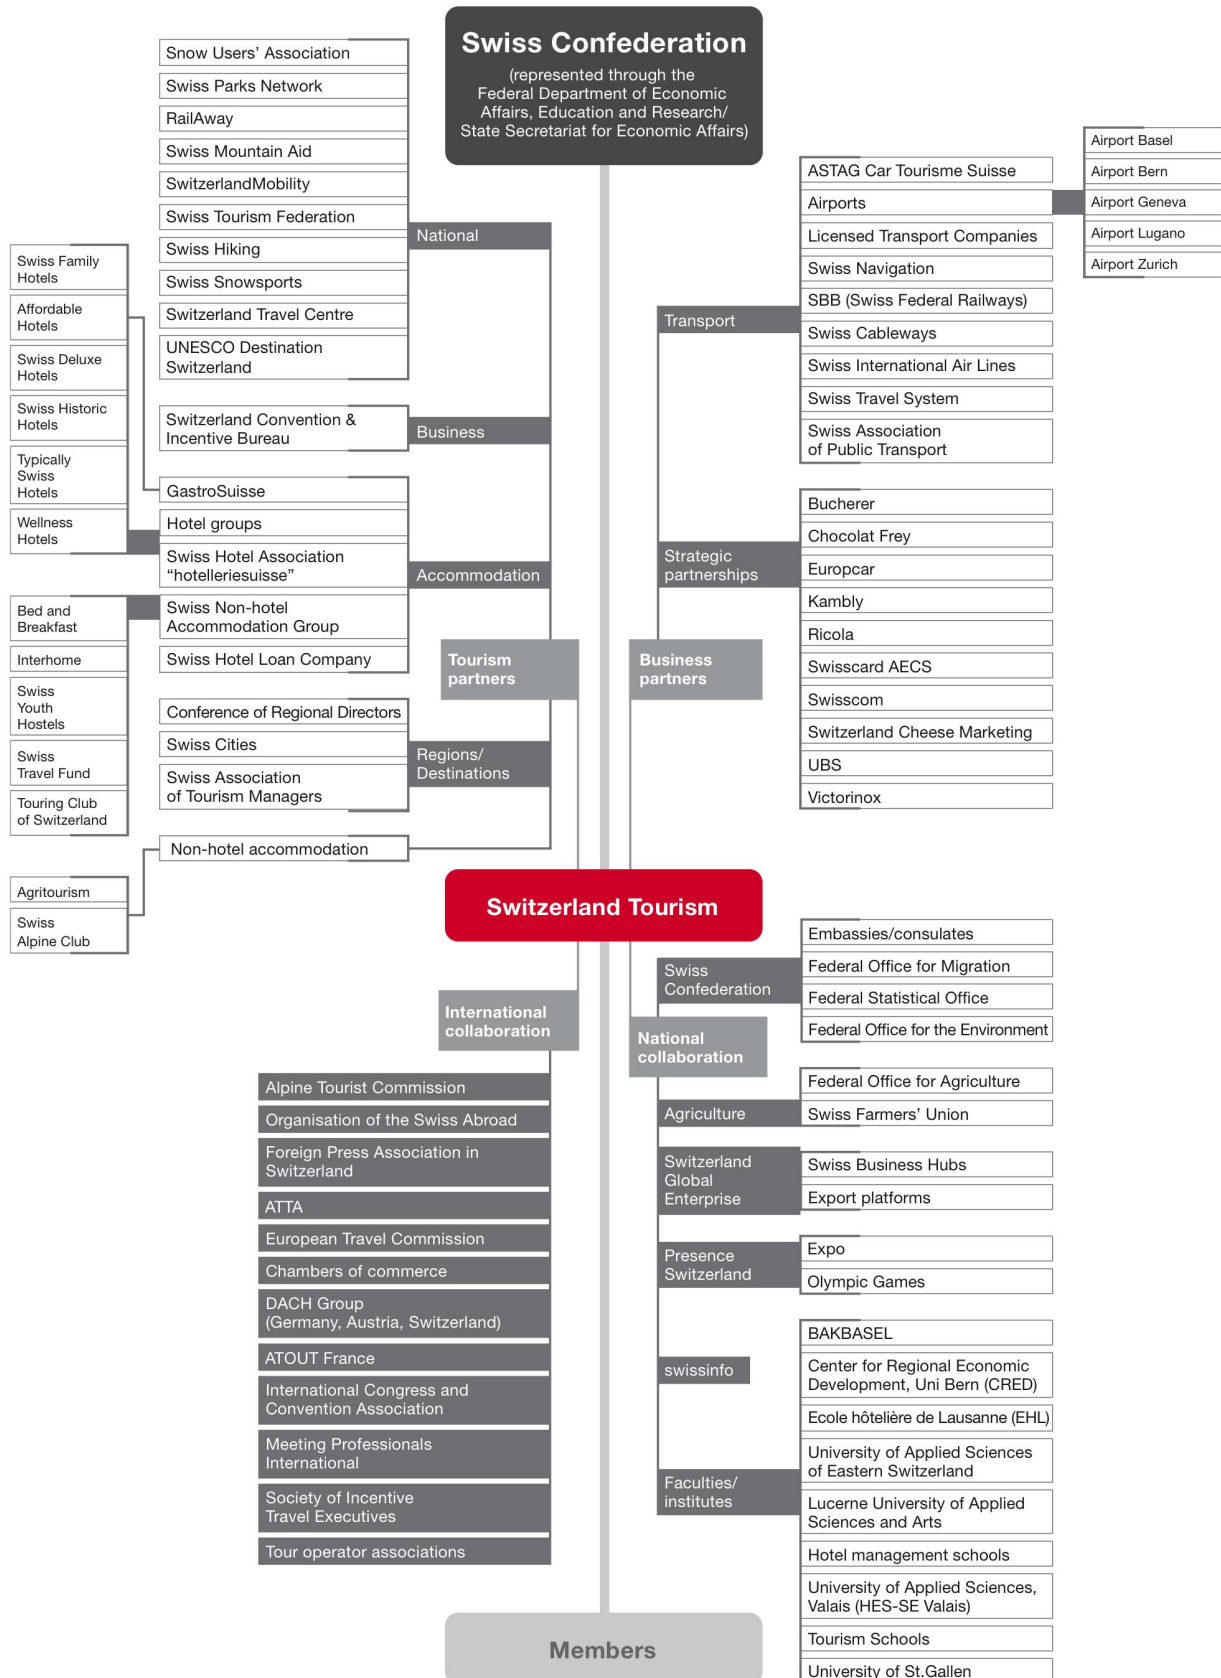 Swiss Confederation
(represented through the
Federal Department of Economic
Affairs, Education and Research/
State Secretariat for Economic Affairs)
Snow Users’ Association
Swiss Parks Network
RailAway
Swiss Mountain Aid
SwitzerlandMobility
Swiss Tourism Federation
Swiss Hiking
Swiss Snowsports
Switzerland Travel Centre
UNESCO Destination
Switzerland
National
Switzerland Convention &
Incentive Bureau
Business
Swiss Family
Hotels
Affordable
Hotels
Swiss Deluxe
Hotels
Swiss Historic
Hotels
Typically
Swiss
Hotels
Wellness
Hotels
GastroSuisse
Hotel groups
Swiss Hotel Association
“hotelleriesuisse”
Swiss Non-hotel
Accommodation Group
Swiss Hotel Loan Company
Accommodation
Bed and
Breakfast
Interhome
Swiss
Youth
Hostels
Swiss
Travel Fund
Touring Club
of Switzerland
Tourism
partners
Conference of Regional Directors
Swiss Cities
Swiss Association
of Tourism Managers
Regions/
Destinations
Non-hotel accommodation
Agritourism
Swiss
Alpine Club
ASTAG Car Tourisme Suisse
Airports
Licensed Transport Companies
Swiss Navigation
SBB (Swiss Federal Railways)
Swiss Cableways
Swiss International Air Lines
Swiss Travel System
Swiss Association
of Public Transport
Transport
Airport Basel
Airport Bern
Airport Geneva
Airport Lugano
Airport Zurich
Bucherer
Chocolat Frey
Europcar
Kambly
Ricola
Swisscard AECS
Swisscom
Switzerland Cheese Marketing
UBS
Victorinox
Strategic
partnerships
Business
partners
Switzerland Tourism
International
collaboration
Alpine Tourist Commission
Organisation of the Swiss Abroad
Foreign Press Association in
Switzerland
ATTA
European Travel Commission
Chambers of commerce
DACH Group
(Germany, Austria, Switzerland)
ATOUT France
International Congress and
Convention Association
Meeting Professionals
International
Society of Incentive
Travel Executives
Tour operator associations
National
collaboration
Swiss
Confederation
Embassies/consulates
Federal Office for Migration
Federal Statistical Office
Federal Office for the Environment
Agriculture
Federal Office for Agriculture
Swiss Farmers’ Union
Switzerland
Global
Enterprise
Swiss Business Hubs
Export platforms
Presence
Switzerland
Expo
Olympic Games
swissinfo
Faculties/
institutes
BAKBASEL
Center for Regional Economic
Development, Uni Bern (CRED)
Ecole hôtelière de Lausanne (EHL)
University of Applied Sciences
of Eastern Switzerland
Lucerne University of Applied
Sciences and Arts
Hotel management schools
University of Applied Sciences,
Valais (HES-SE Valais)
Tourism Schools
University of St.Gallen
Members